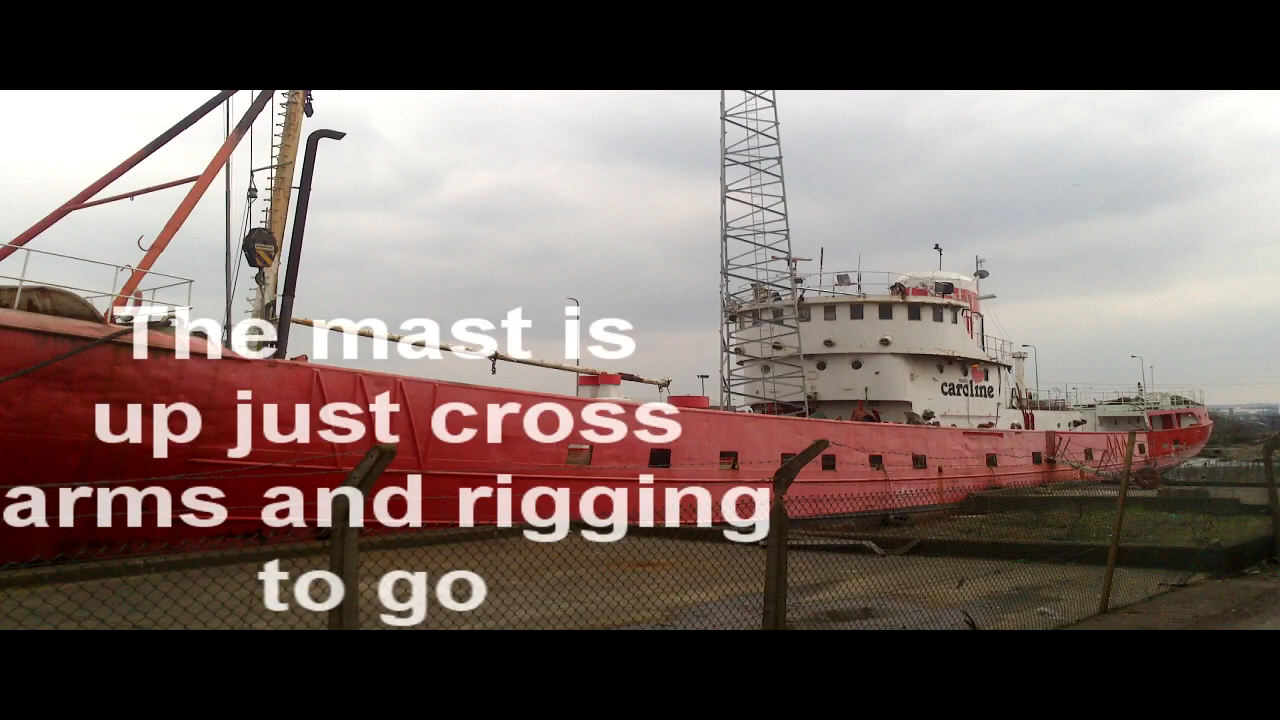 The mast is
up just cross
arms and rigging
to go
caroline